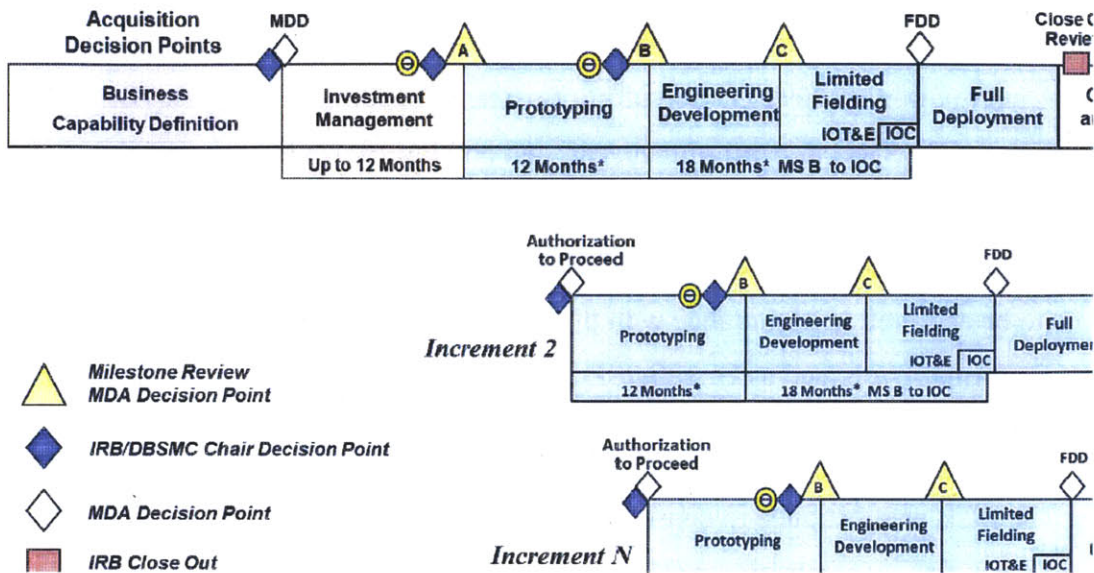 Acquisition
Decision Points
MDD
A
B
C
FDD
Close
Business
Capability Definition
Investment
Management
Prototyping
Engineering
Development
Limited
Fielding
IOT&E IOC
Full
Deployment
Up to 12 Months
12 Months*
18 Months* MS B to IOC
Authorization
to Proceed
B
C
FDD
Increment 2
Prototyping
Engineering
Development
Limited
Fielding
IOT&E IOC
Full
12 Months*
18 Months* MS B to IOC
Milestone Review
MDA Decision Point
IRB/DBSMC Chair Decision Point
MDA Decision Point
IRB Close Out
Authorization
to Proceed
B
C
FDD
Increment N
Prototyping
Engineering
Development
Limited
Fielding
IOT&E IOC